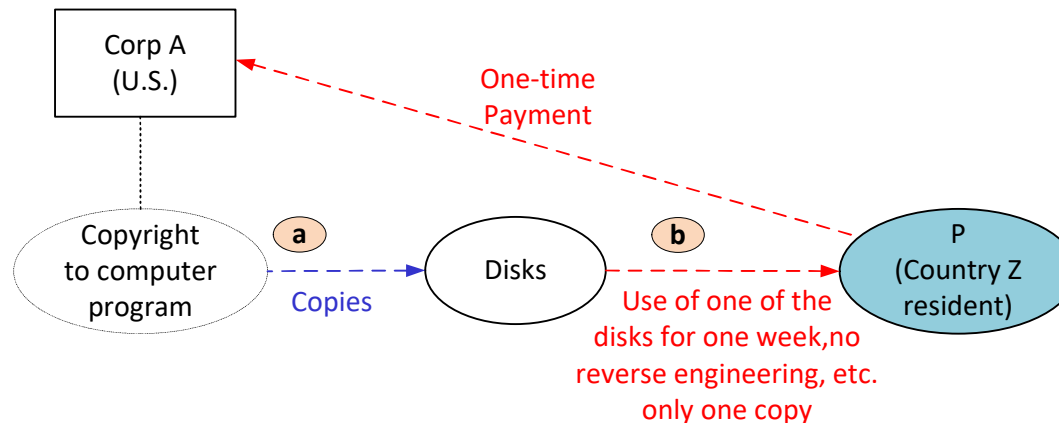 Corp A
(U.S.)
One-time
Payment
Copyright
to computer
program
a
Copies
Disks
b
Use of one of the
disks for one week,no
reverse engineering, etc.
only one copy
P
(Country Z
resident)